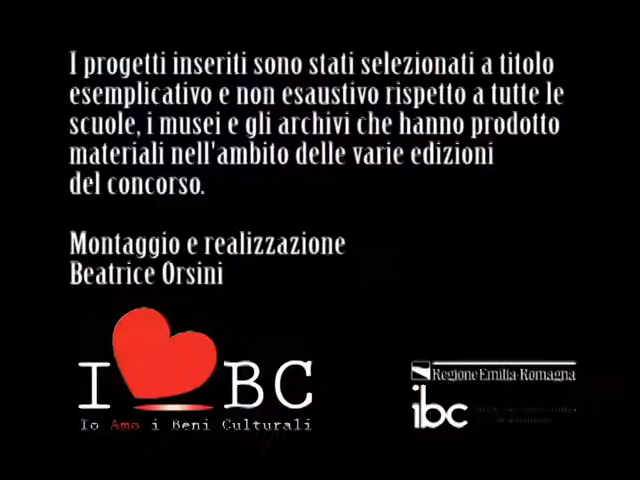 I progetti inseriti sono stati selezionati a titolo
esemplicativo e non esaustivo rispetto a tutte le
scuole, i musei e gli archivi che hanno prodotto
materiali nell'ambito delle varie edizioni
del concorso.
Montaggio e realizzazione
Beatrice Orsini
I BC
Io Amo i Beni Culturali
Regione Emilia-Romagna
ibc